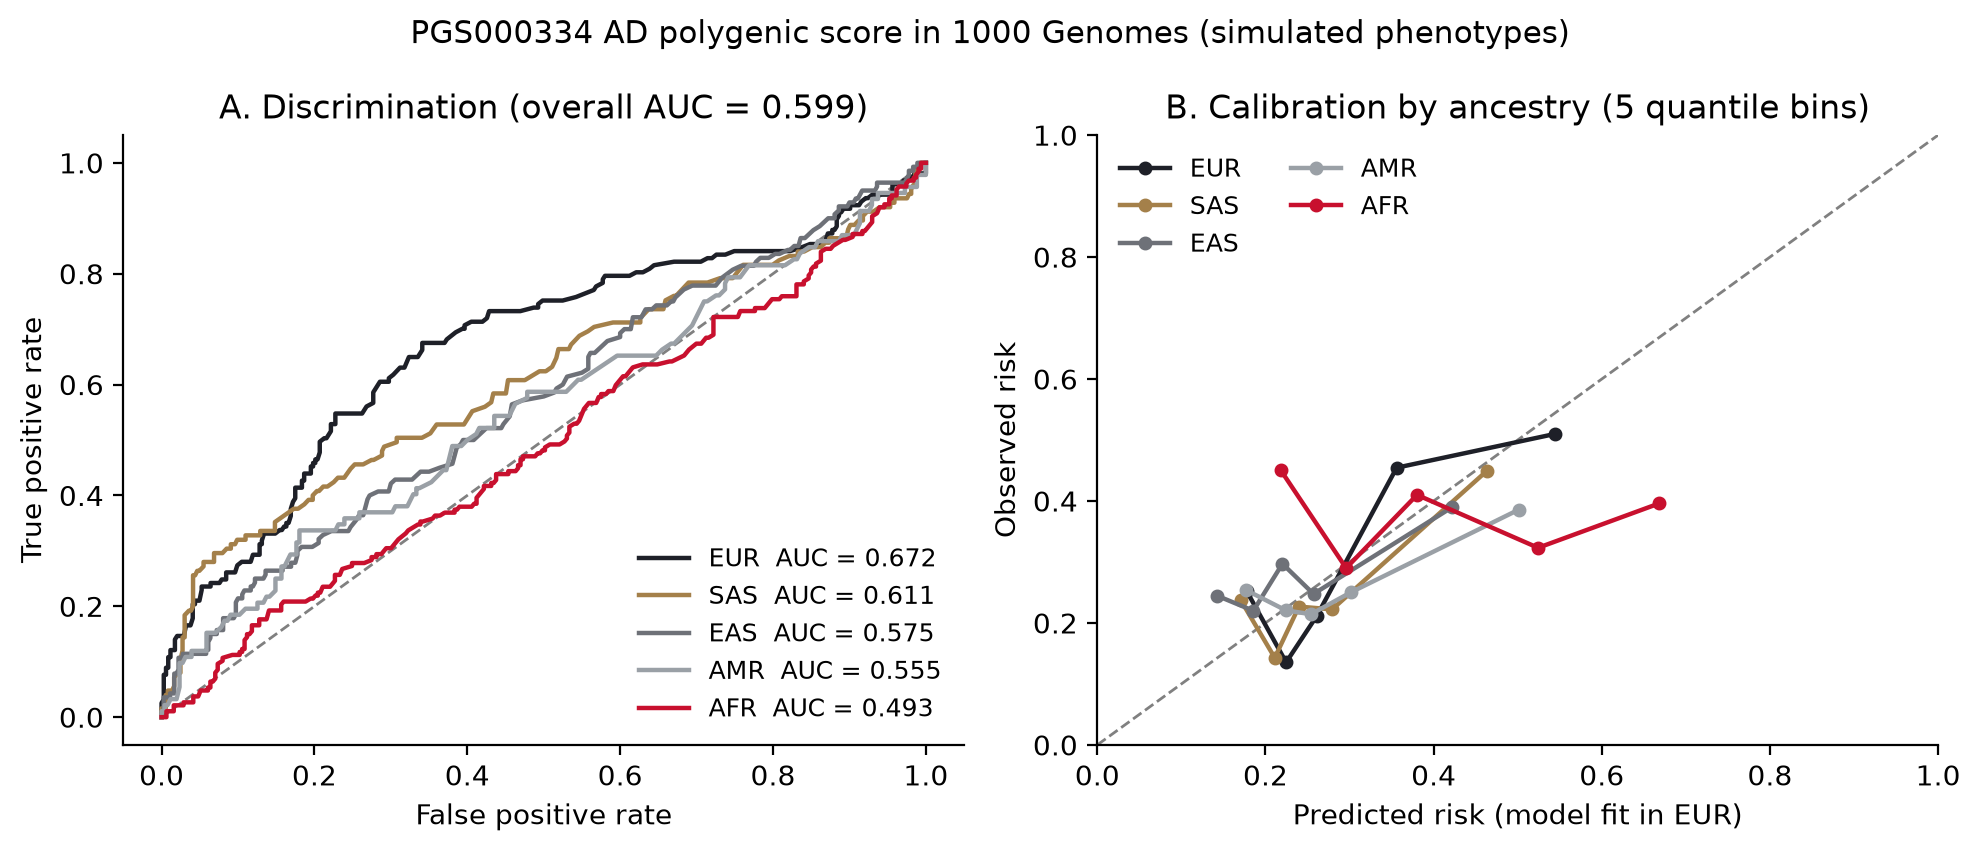 PGS000334 AD polygenic score in 1000 Genomes (simulated phenotypes)
A. Discrimination (overall AUC = 0.599)
True positive rate
1.0
0.8
0.6
0.4
0.2
0.0
EUR AUC = 0.672
SAS AUC = 0.611
EAS AUC = 0.575
AMR AUC = 0.555
AFR AUC = 0.493
0.0 0.2 0.4 0.6 0.8 1.0
False positive rate
B. Calibration by ancestry (5 quantile bins)
Observed risk
1.0
0.8
0.6
0.4
0.2
0.0
EUR AMR
SAS AFR
EAS
0.0 0.2 0.4 0.6 0.8 1.0
Predicted risk (model fit in EUR)